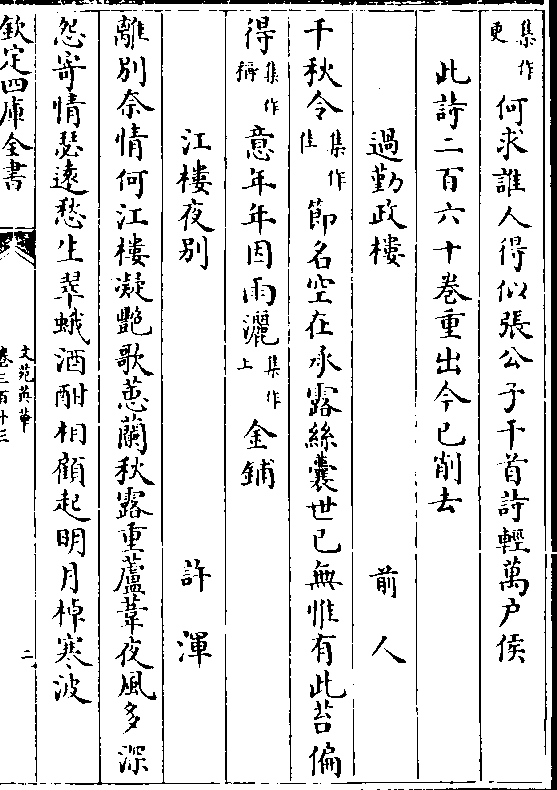 集作更何求誰人得似張公子千首詩輕萬户侯
此詩二百六十卷重出今已削去
過勤政樓 前人
千秋令集作佳節名空在承露絲囊世已無惟有此苔偏
得集作稱意年年因雨灑集作上金鋪
江樓夜别 許渾
離別奈情何江樓凝艷歌蕙蘭秋露重蘆葦夜風多深
怨寄情瑟遠愁生翠蛾酒酣相顧起明月棹寒波
欽定四庫全書
文苑英華
卷三百十三
二